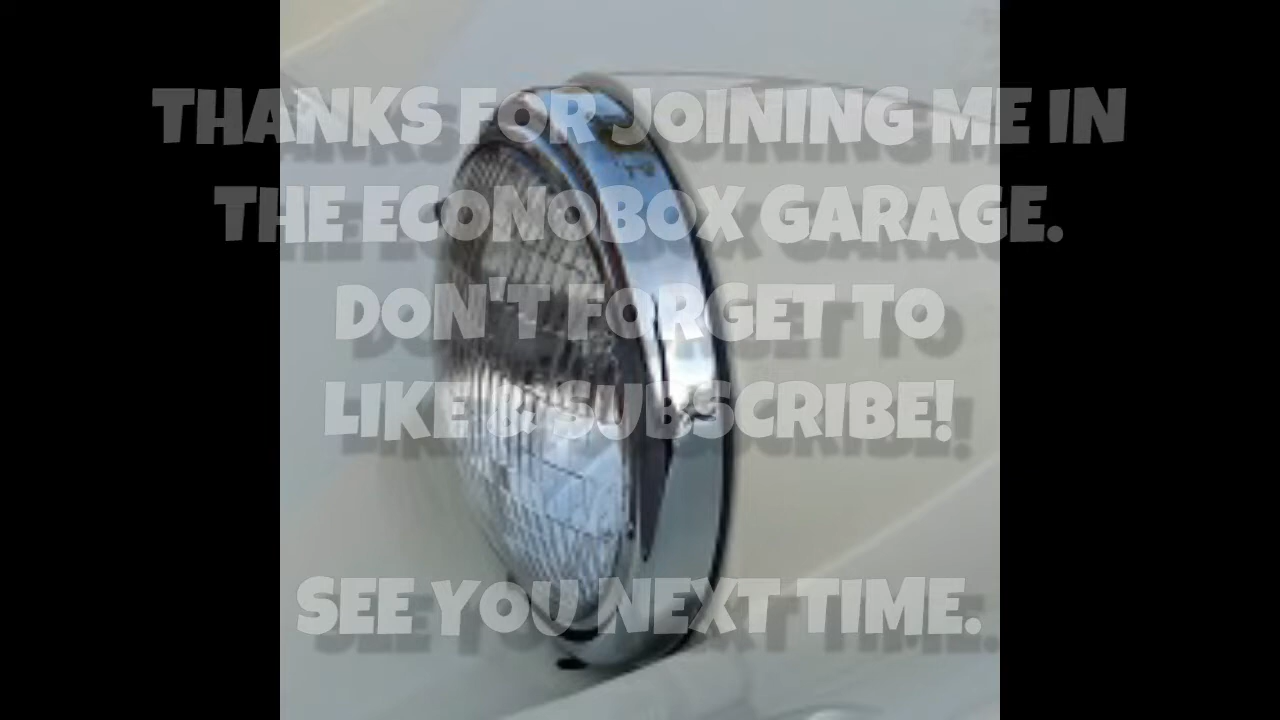 THANKS FOR JOINING ME IN
THE ECONOBOX GARAGE.
DON'T FORGET TO
LIKE & SUBSCRIBE!
SEE YOU NEXT TIME.